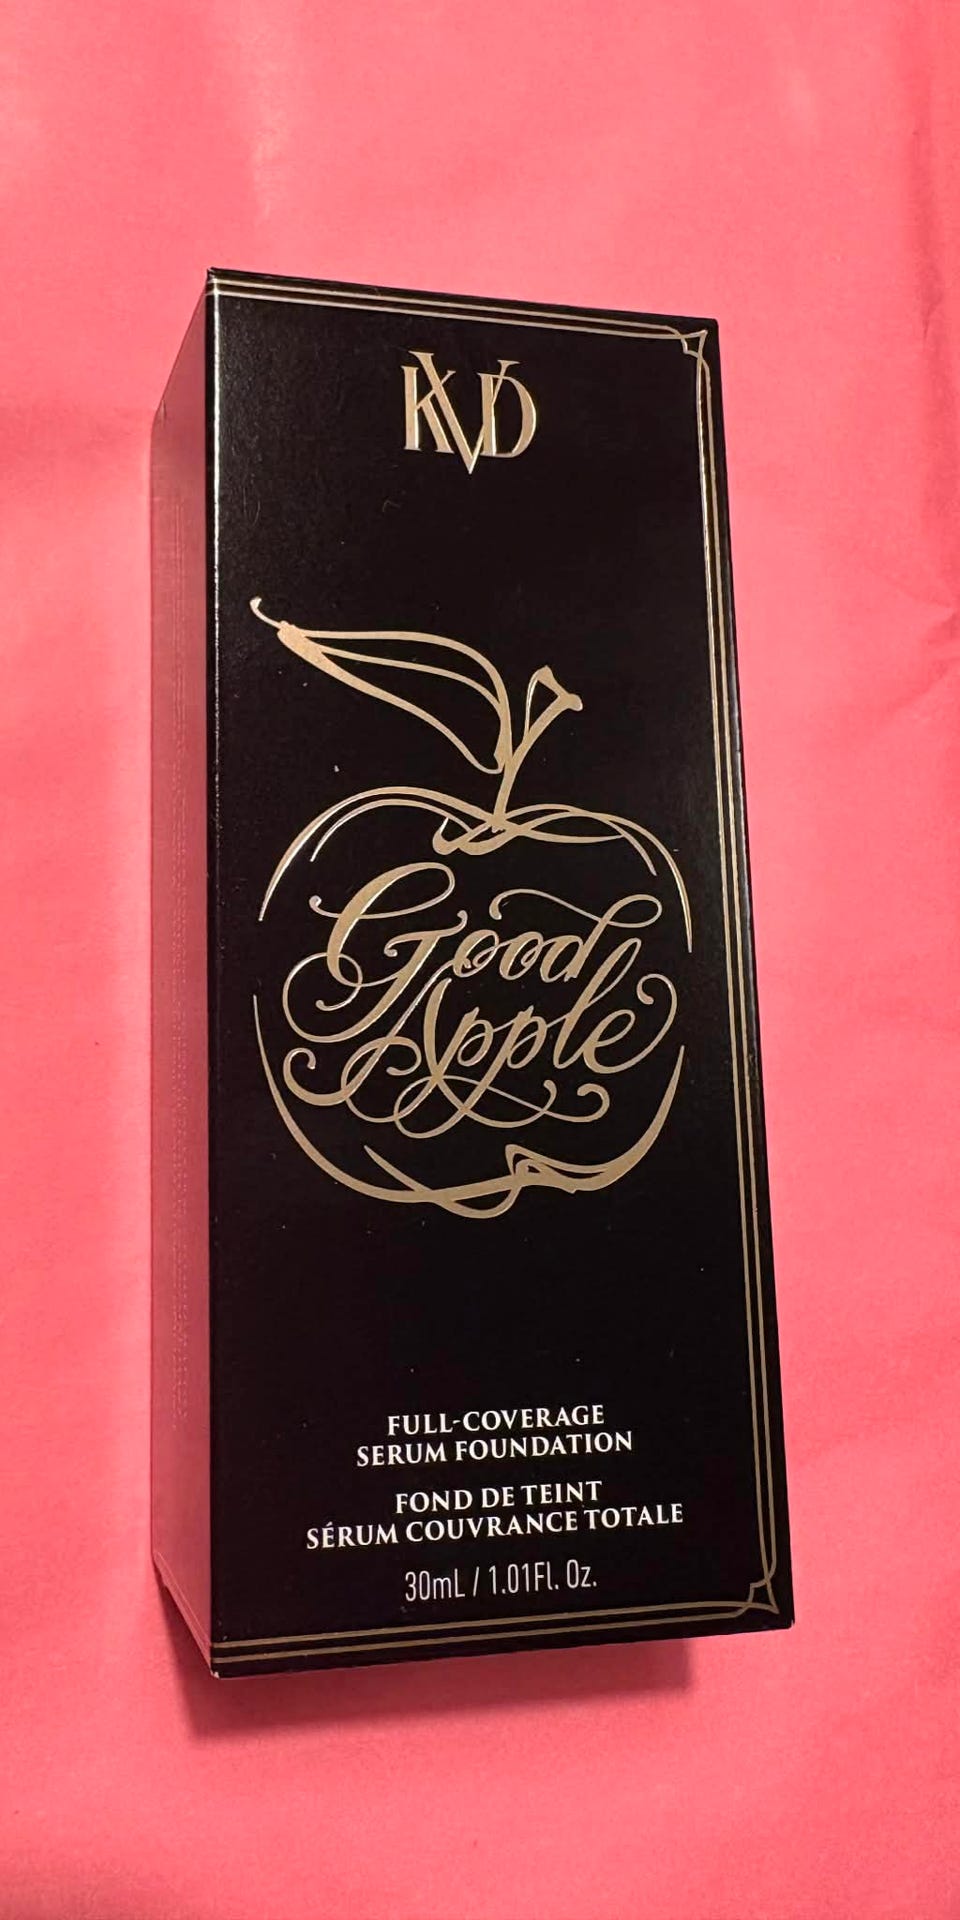 KVD
Good
Apple
FULL-COVERAGE
SERUM FOUNDATION
FOND DE TEINT
SÉRUM COUVRANCE TOTALE
30mL / 1.01Fl. Oz.